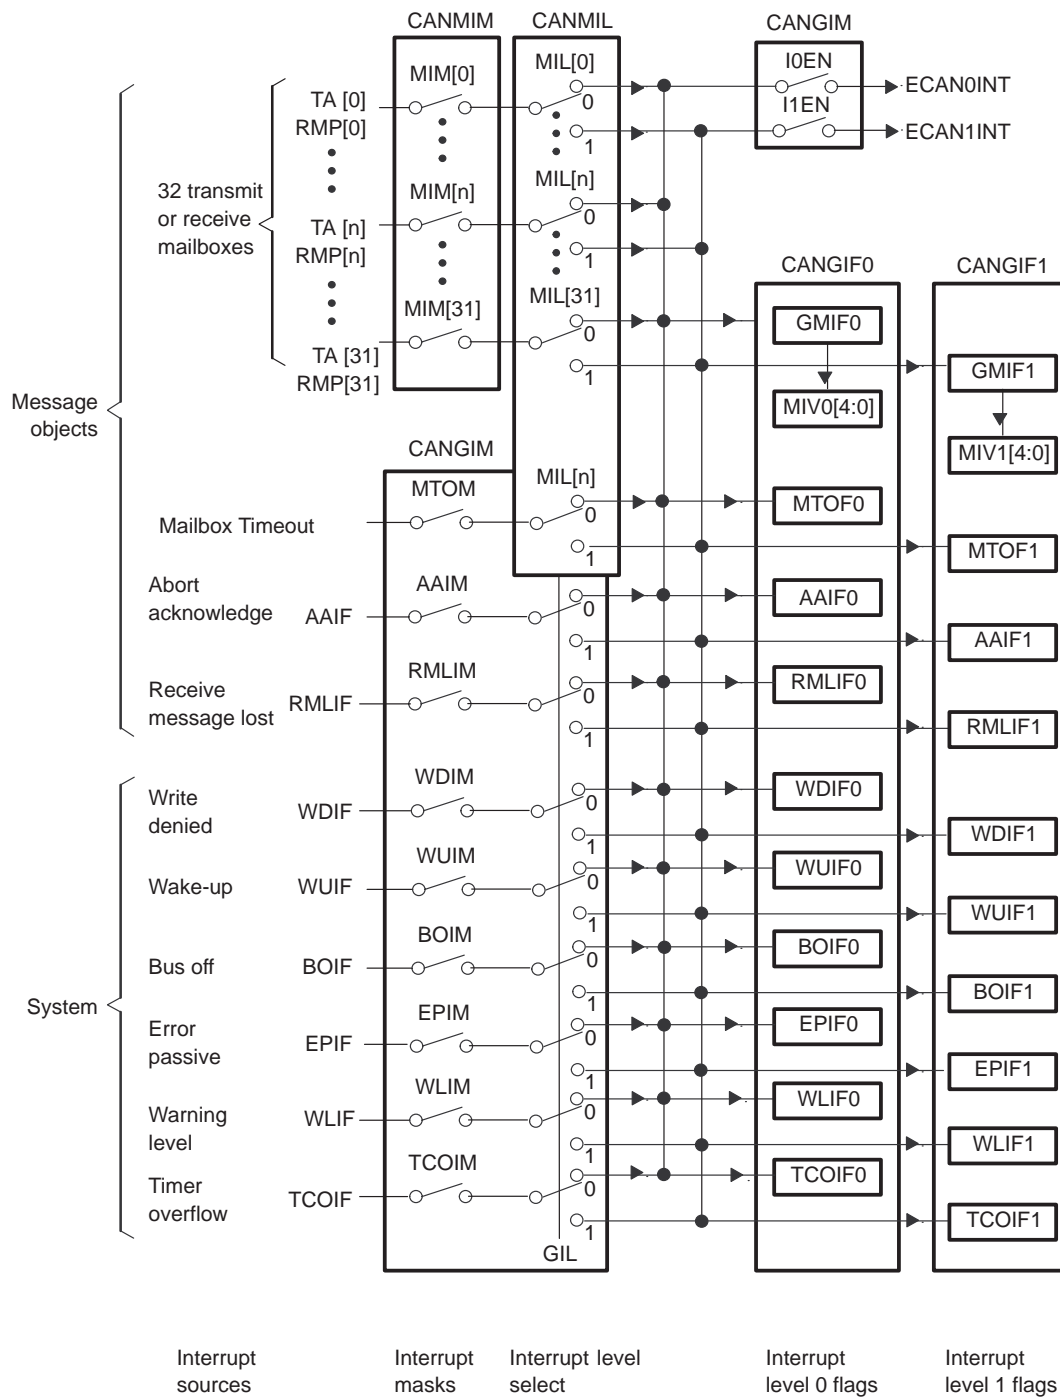 CANMIM
CANMIL
CANGIM
MIM[0]
MIL[0]
I0EN
ECAN0INT
TA [0]
RMP[0]
0
I1EN
ECAN1INT
1
32 transmit
or receive
mailboxes
MIM[n]
MIL[n]
TA [n]
RMP[n]
0
1
CANGIF0
CANGIF1
MIM[31]
MIL[31]
0
GMIF0
TA [31]
RMP[31]
1
GMIF1
Message
objects
MIV0[4:0]
MIV1[4:0]
CANGIM
MTOM
MIL[n]
Mailbox Timeout
0
MTOF0
1
MTOF1
Abort
acknowledge
AAIF
AAIM
0
AAIF0
1
AAIF1
Receive
message lost
RMLIF
RMLIM
0
RMLIF0
1
RMLIF1
System
Write
denied
WDIF
WDIM
0
WDIF0
1
WDIF1
Wake-up
WUIF
WUIM
0
WUIF0
1
WUIF1
Bus off
BOIF
BOIM
0
BOIF0
1
BOIF1
Error
passive
EPIF
EPIM
0
EPIF0
1
EPIF1
Warning
level
WLIF
WLIM
0
WLIF0
1
WLIF1
Timer
overflow
TCOIF
TCOIM
0
TCOIF0
1
TCOIF1
GIL
Interrupt
sources
Interrupt
masks
Interrupt level
select
Interrupt
level 0 flags
Interrupt
level 1 flags